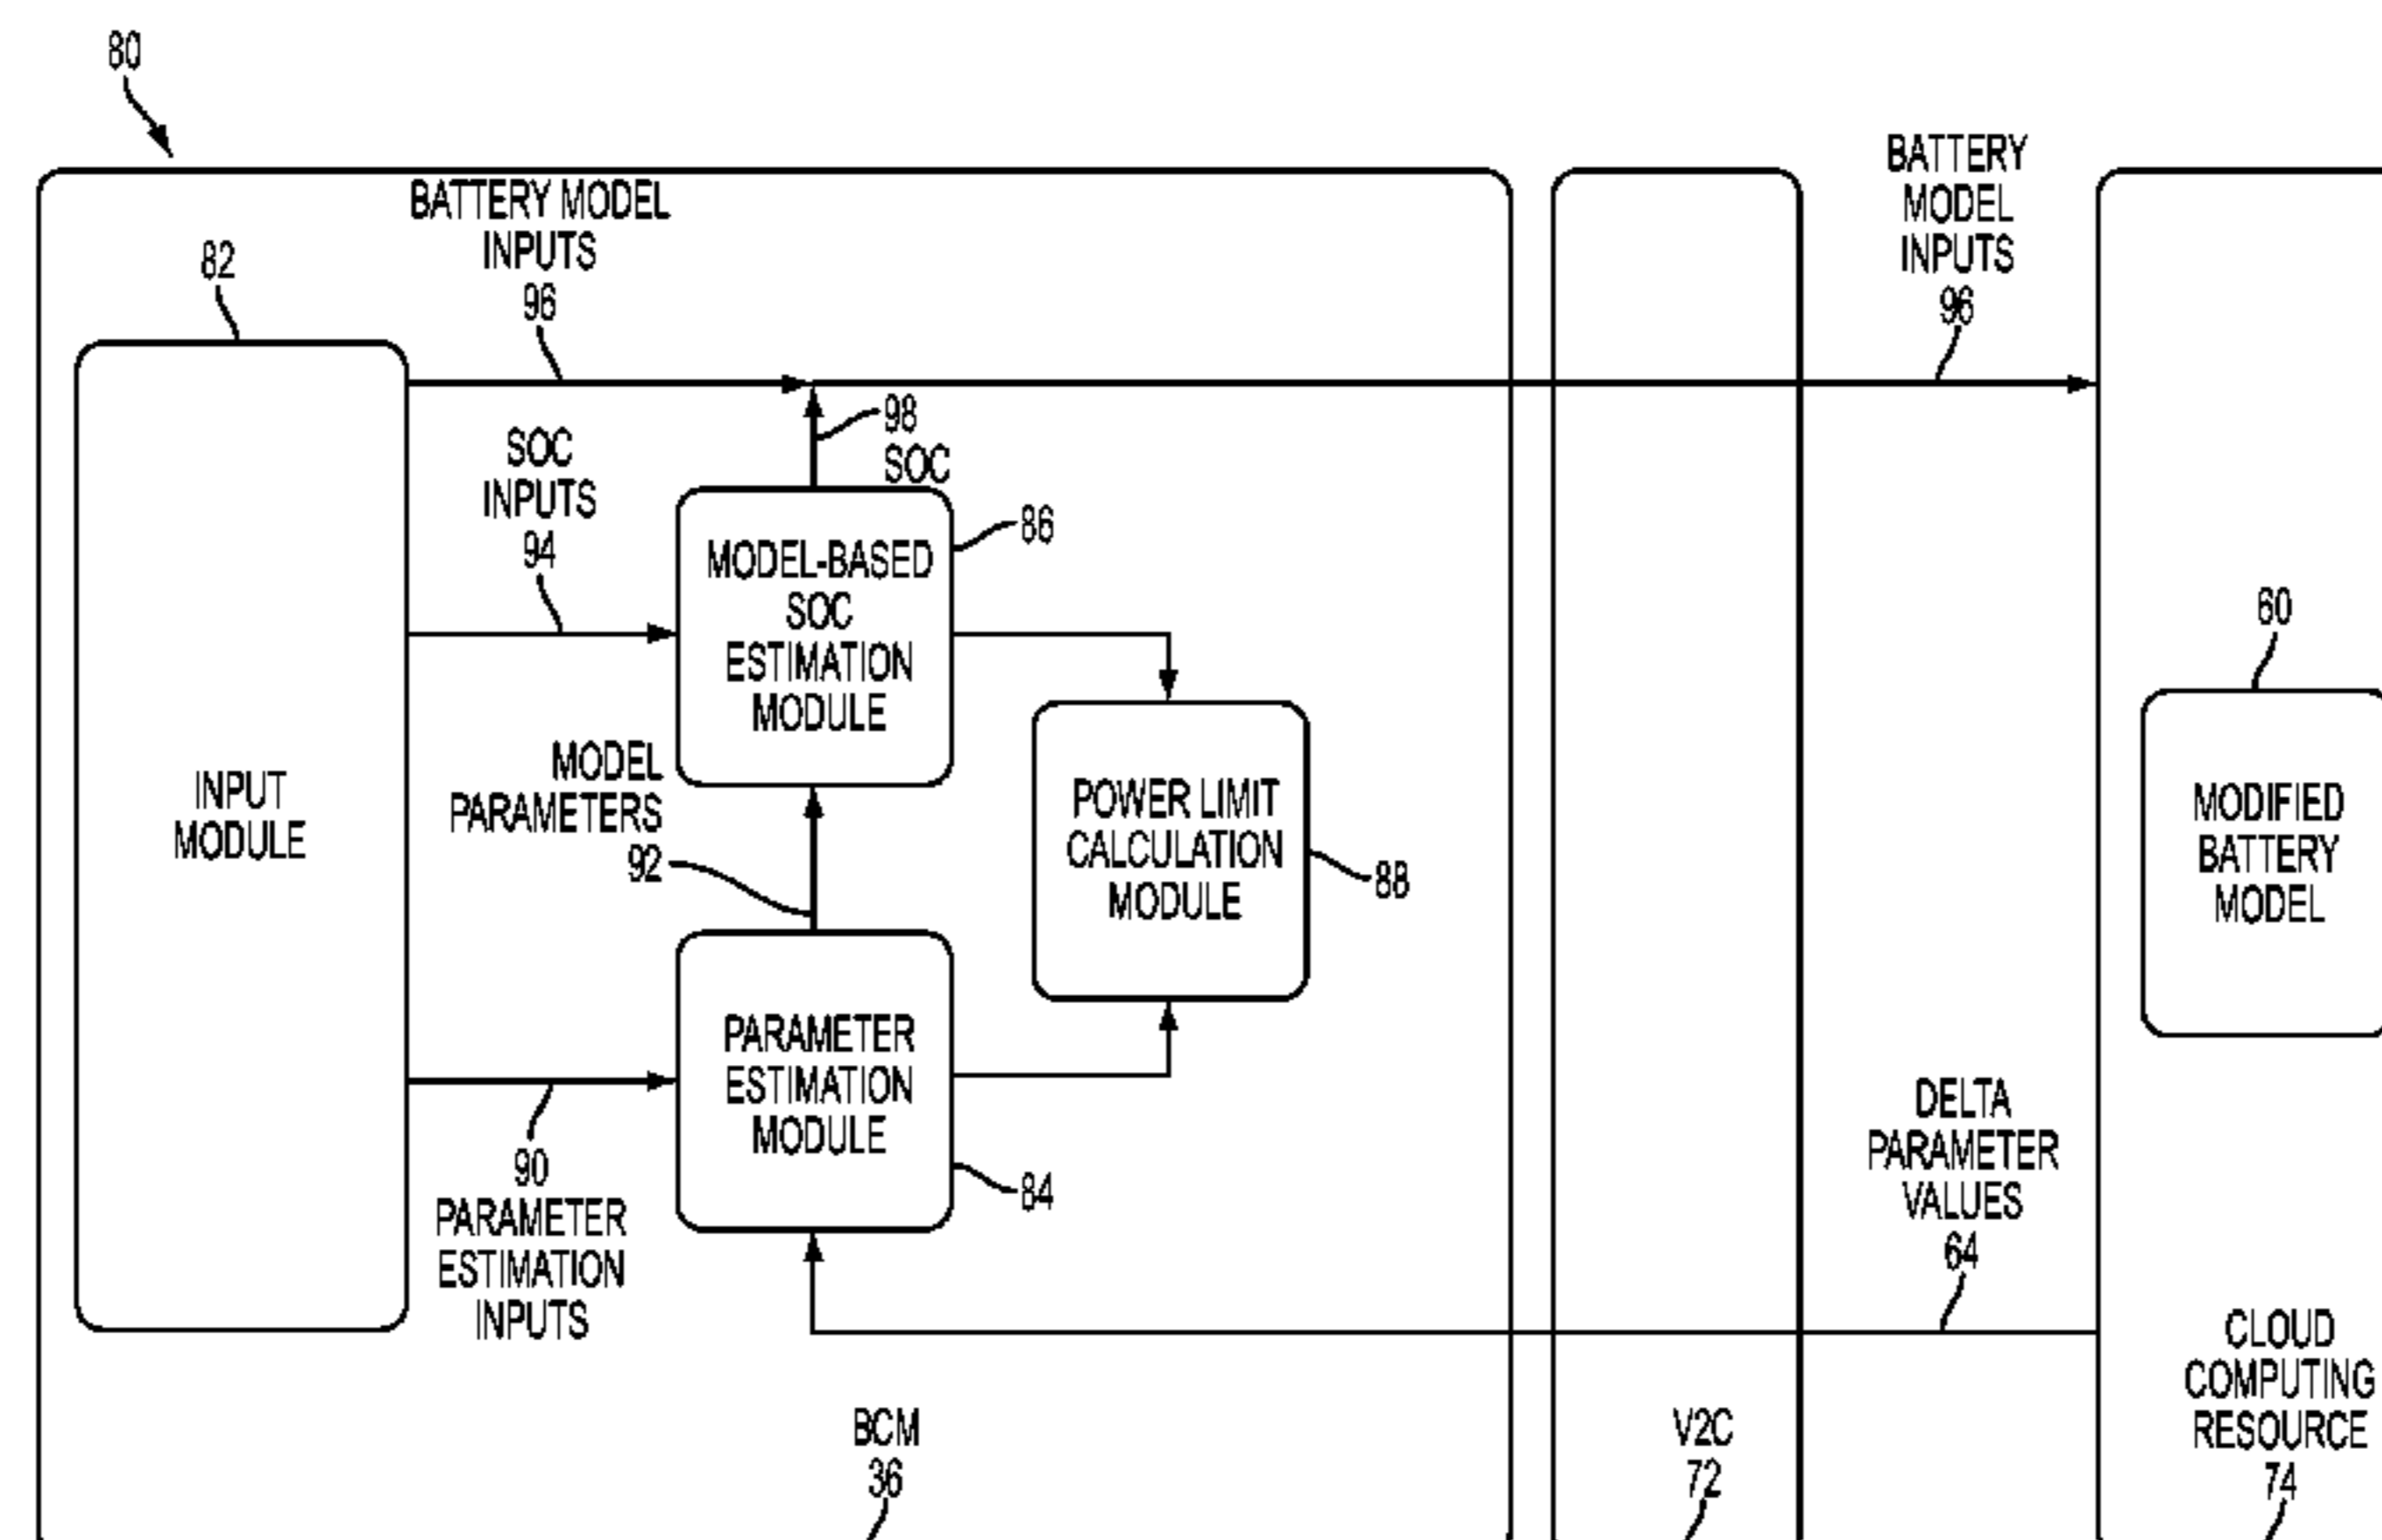 80
BATTERY MODEL
INPUTS
96
BATTERY
MODEL
INPUTS
96
82
98
SOC
SOC
INPUTS
94
86
MODEL-BASED
SOC
ESTIMATION
MODULE
60
MODEL
PARAMETERS
92
INPUT
MODULE
POWER LIMIT
CALCULATION
MODULE
88
MODIFIED
BATTERY
MODEL
PARAMETER
ESTIMATION
MODULE
84
90
PARAMETER
ESTIMATION
INPUTS
DELTA
PARAMETER
VALUES
64
BCM
36
V2C
72
CLOUD
COMPUTING
RESOURCE
74